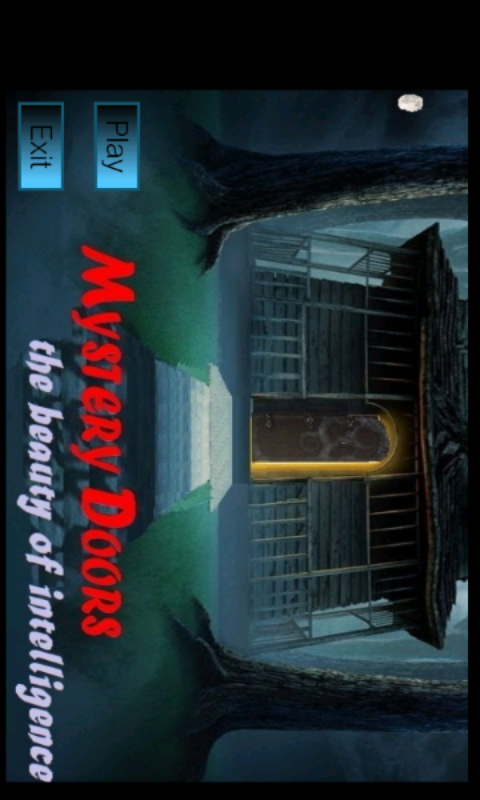 Play
Exit
Mystery Doors
the beauty of intelligence